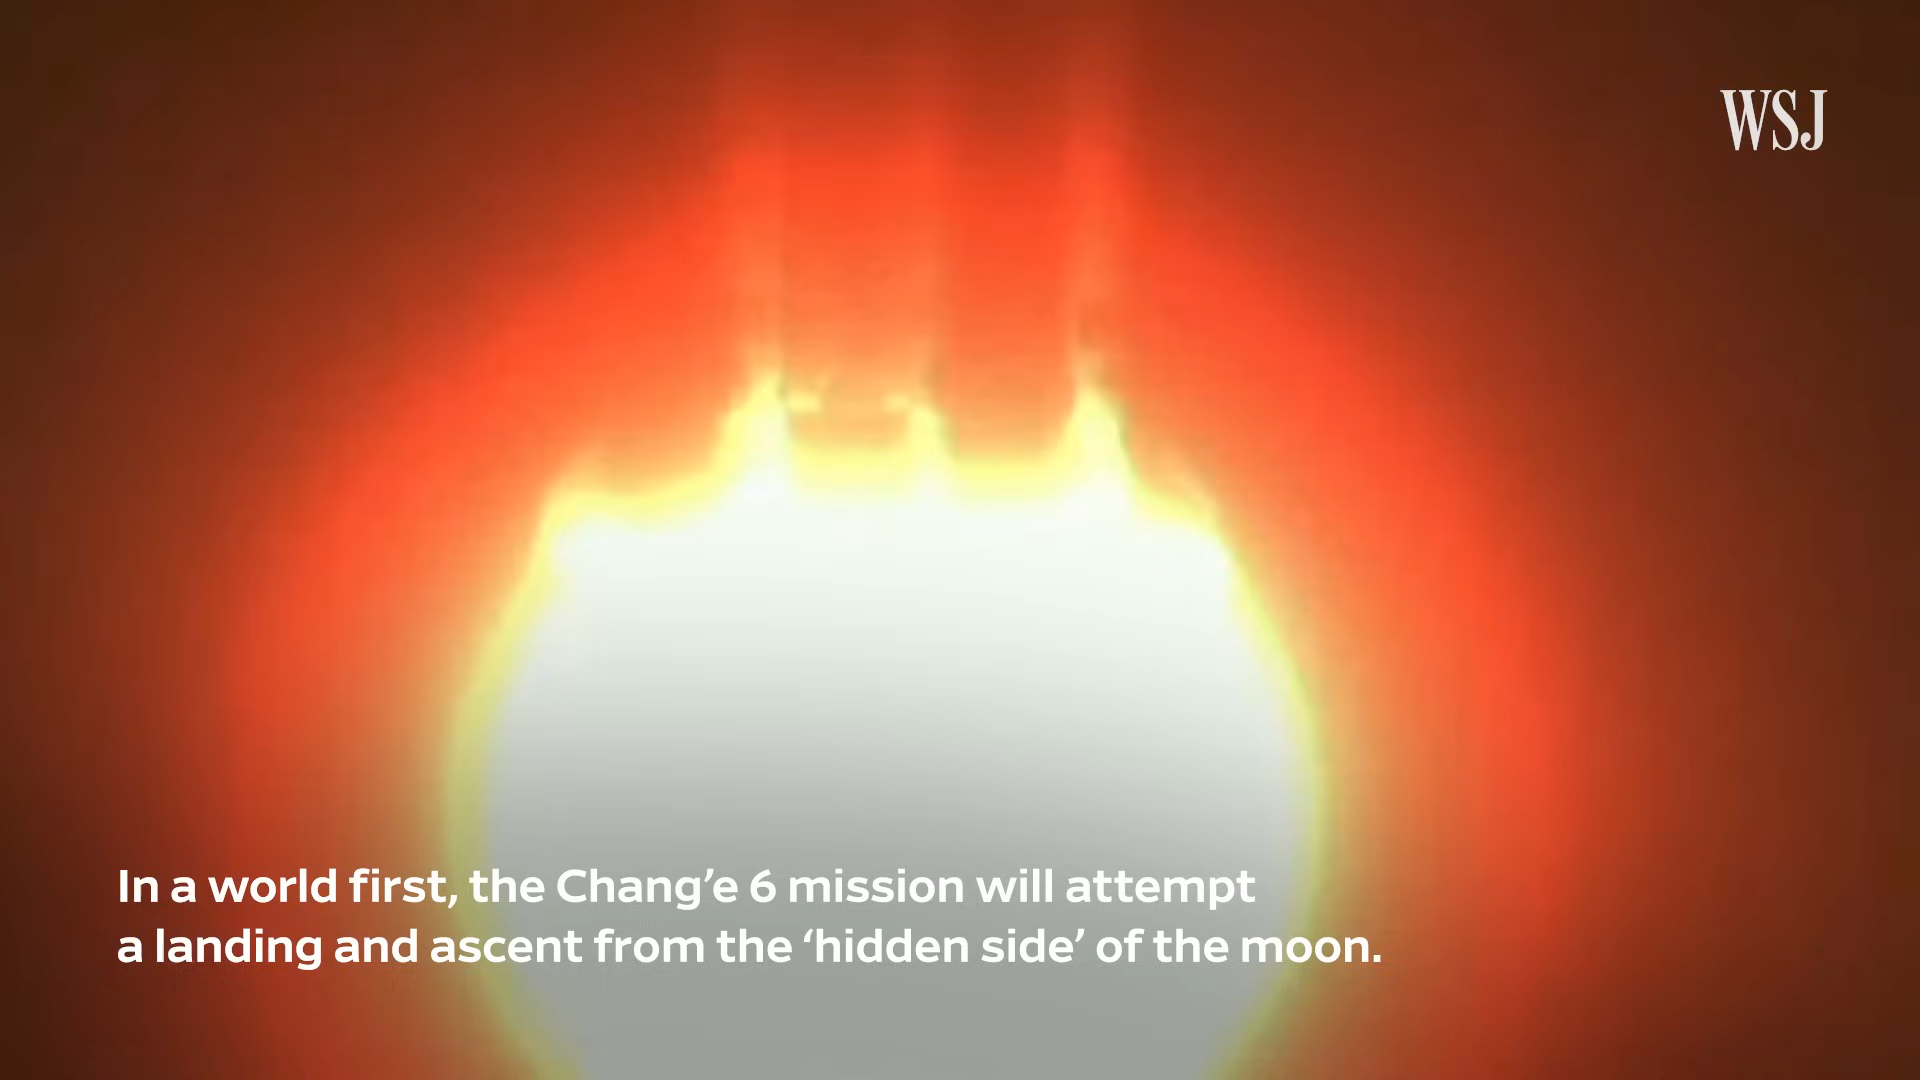 WSJ
In a world first, the Chang’e 6 mission will attempt
a landing and ascent from the ‘hidden side’ of the moon.